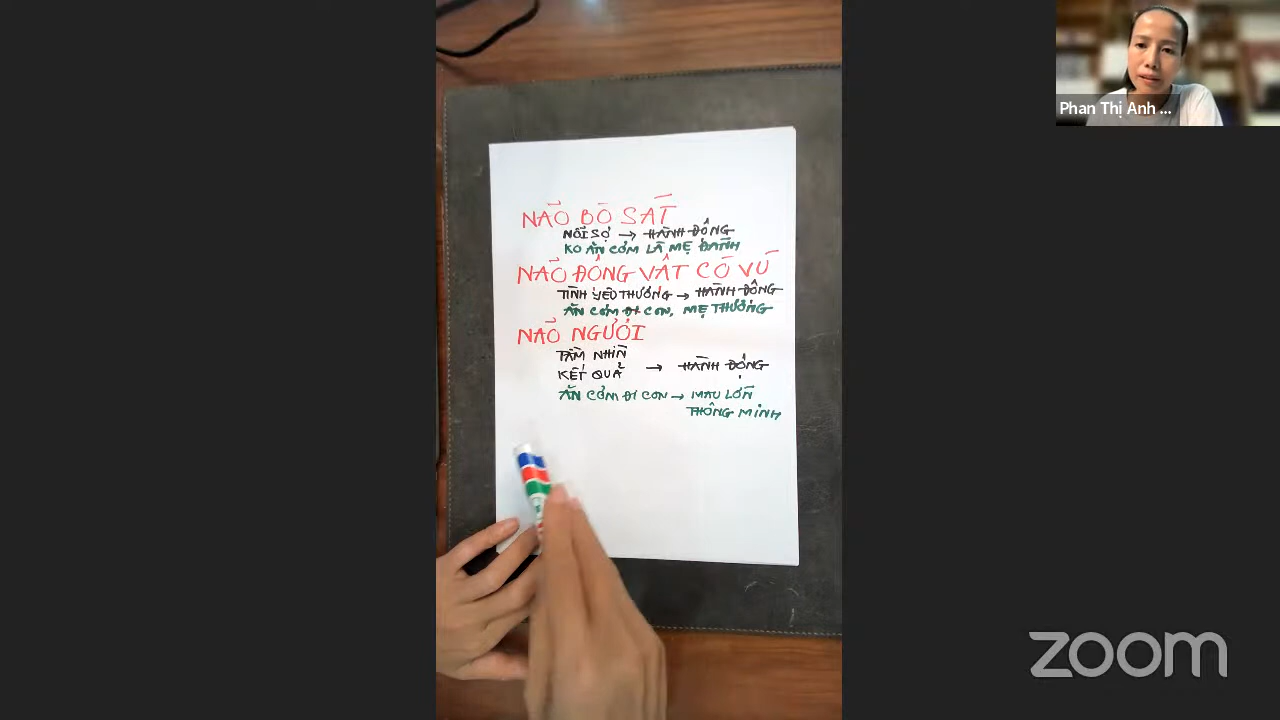 NÃO BÒ SÁT
NỖI SỢ → HÀNH ĐỘNG
KO ĂN CƠM LÀ MẸ ĐÁNH
NÃO ĐỘNG VẬT CÓ VÚ
TÌNH YÊU THƯƠNG → HÀNH ĐỘNG
ĂN CƠM ĐI CON, MẸ THƯƠNG
NÃO NGƯỜI
TẦM NHÌN
KẾT QUẢ → HÀNH ĐỘNG
ĂN CƠM ĐI CON → MAU LỚN
THÔNG MINH
Phan Thị Anh ...
zoom